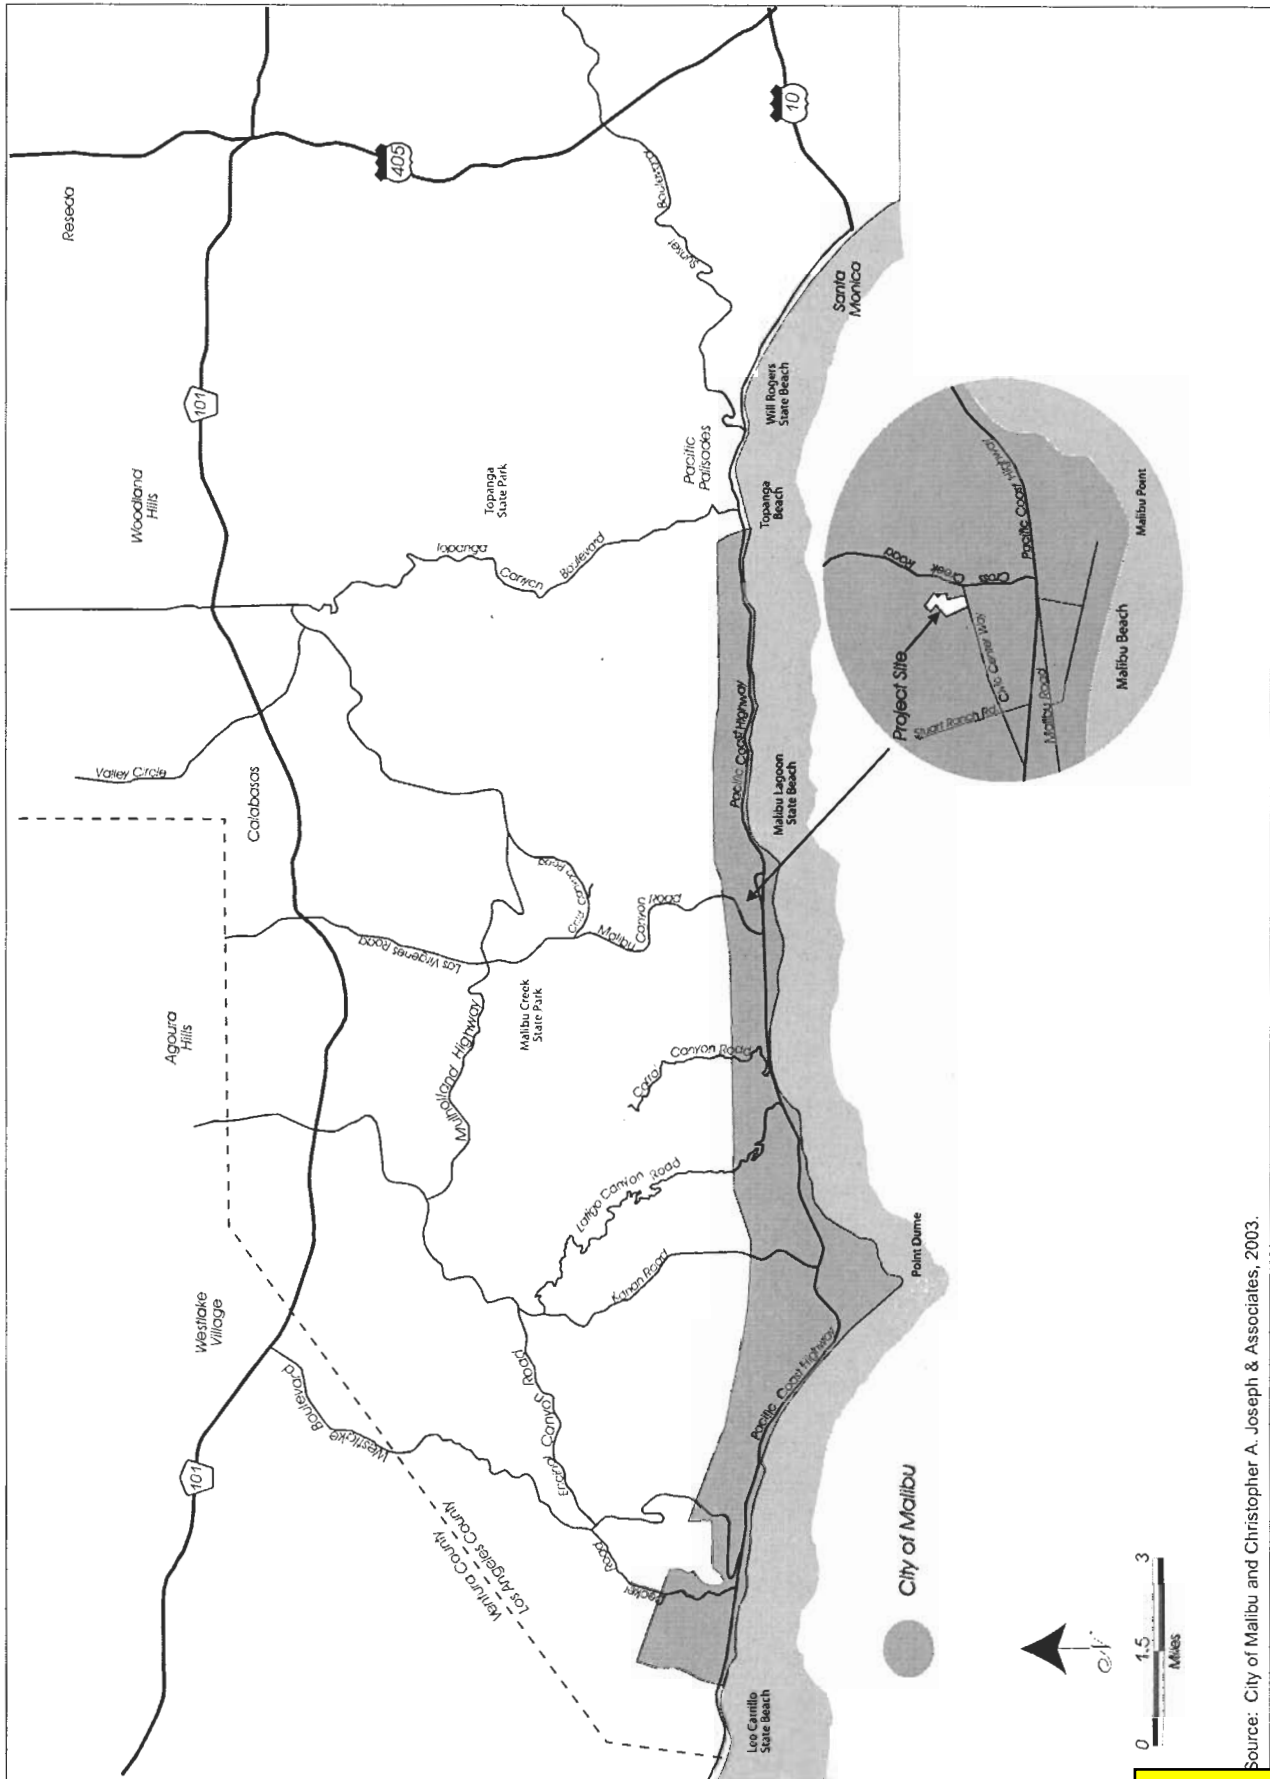 Reseda
405
10
101
Woodland
Hills
Topanga
State Park
Sunset
Boulevard
Santa
Monica
Will Rogers
State Beach
Pacific
Palisades
Topanga
Beach
Topanga
Canyon
Boulevard
Valley Circle
Calabasas
Pacific Coast Highway
Malibu Lagoon
State Beach
Malibu
Canyon
Road
Las Virgenes Road
Malibu Creek
State Park
Mulholland Highway
Agoura
Hills
Canyon Road
Latigo Canyon Road
Kanan Road
Westlake
Village
Westlake
Boulevard
101
Encinal Canyon Road
Ventura County
Los Angeles County
Decker
Road
Pacific Coast Highway
Point Dume
Leo Carrillo
State Beach
Project Site
Cross
Creek
Road
Pacific Coast Highway
Civic Center Way
Stuart Ranch Rd.
Malibu Road
Malibu Beach
Malibu Point
City of Malibu
N
0 1.5 3
Miles
Source: City of Malibu and Christopher A. Joseph & Associates, 2003.